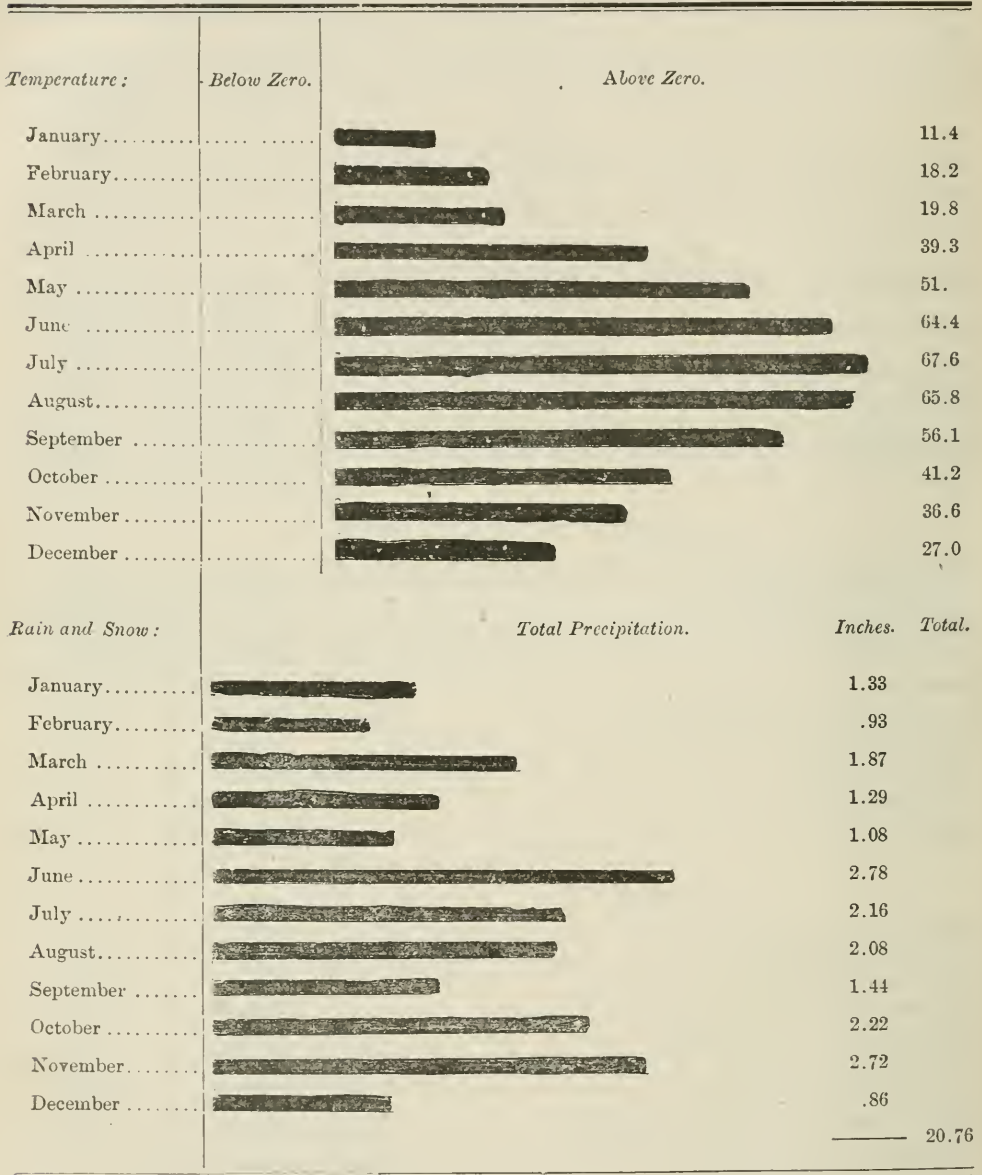 Temperature: Below Zero. Above Zero.
January.......... ... ...... 11.4
February.......... ........... 18.2
March .......... ........... 19.8
April .......... ........... 39.3
May .......... ........... 51.
June .......... ........... 64.4
July .......... ........... 67.6
August.......... ........... 65.8
September ....... ........... 56.1
October .......... ........... 41.2
November........ ........... 36.6
December ........ ........... 27.0
Rain and Snow: Total Precipitation. Inches. Total.
January.......... 1.33
February........ .93
March .......... 1.87
April ........... 1.29
May ............ 1.08
June ............ 2.78
July ............ 2.16
August.......... 2.08
September ....... 1.44
October ......... 2.22
November........ 2.72
December ........ .86
20.76